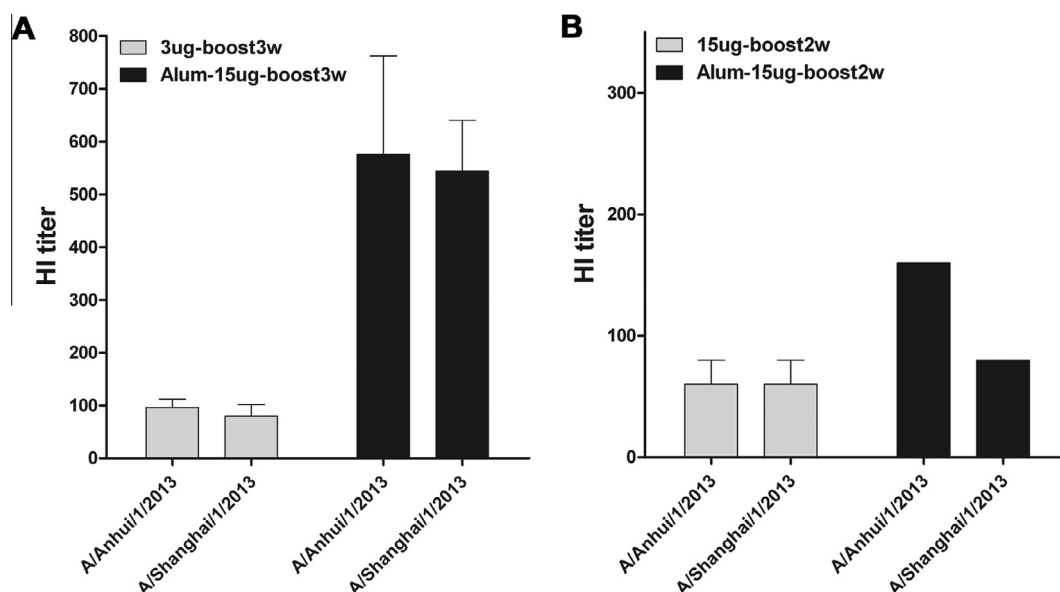 A
3ug-boost3w
Alum-15ug-boost3w
HI titer
800
700
600
500
400
300
200
100
0
A/Anhui/1/2013
A/Shanghai/1/2013
A/Anhui/1/2013
A/Shanghai/1/2013
B
15ug-boost2w
Alum-15ug-boost2w
HI titer
300
200
100
0
A/Anhui/1/2013
A/Shanghai/1/2013
A/Anhui/1/2013
A/Shanghai/1/2013